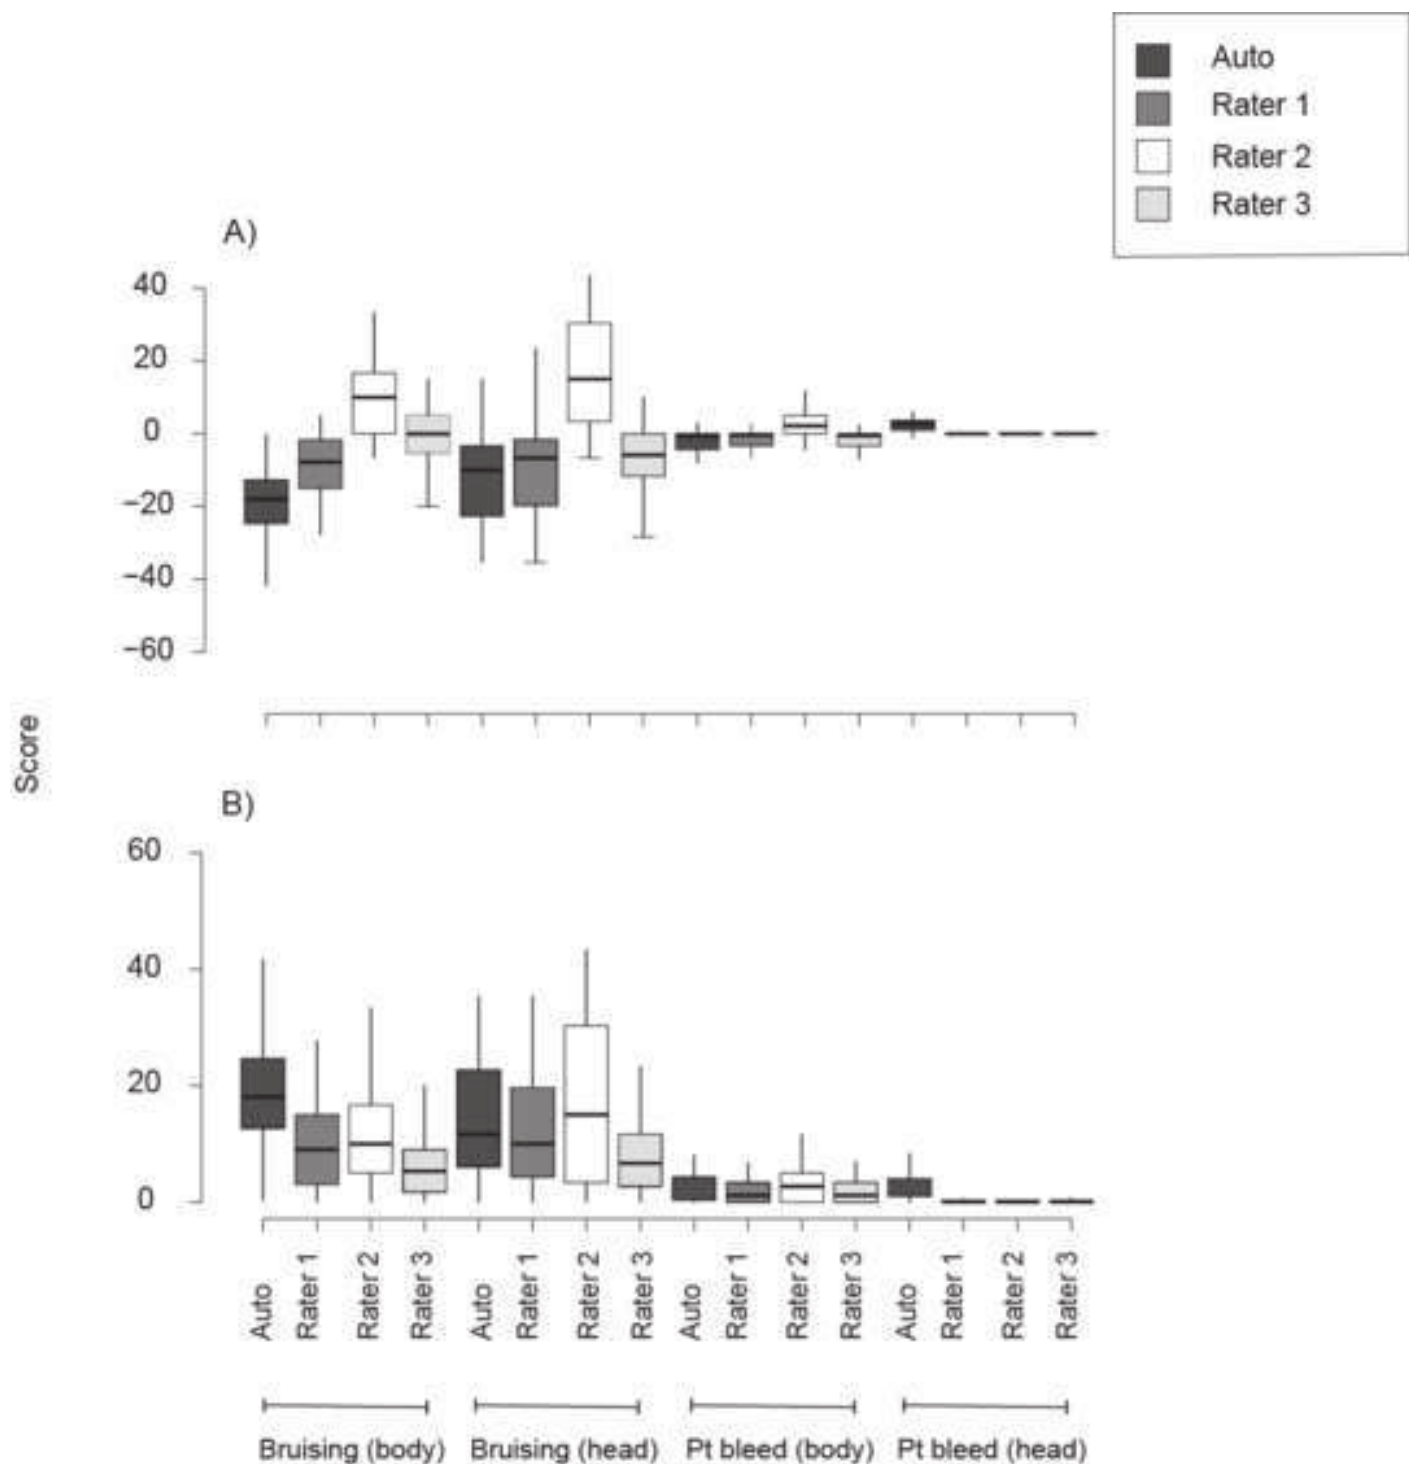 Auto
Rater 1
Rater 2
Rater 3
A)
40
20
0
−20
−40
−60
Score
B)
60
40
20
0
Auto
Rater 1
Rater 2
Rater 3
Auto
Rater 1
Rater 2
Rater 3
Auto
Rater 1
Rater 2
Rater 3
Auto
Rater 1
Rater 2
Rater 3
Bruising (body) Bruising (head) Pt bleed (body) Pt bleed (head)